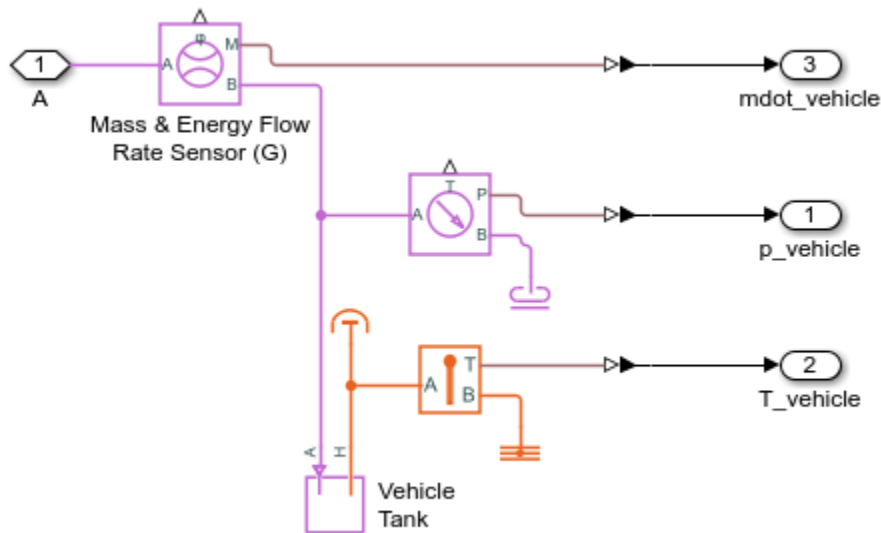 φ
1
A
A
M
B
3
mdot_vehicle
Mass & Energy Flow
Rate Sensor (G)
T
A
P
B
1
p_vehicle
A
T
B
2
T_vehicle
A
H
Vehicle
Tank